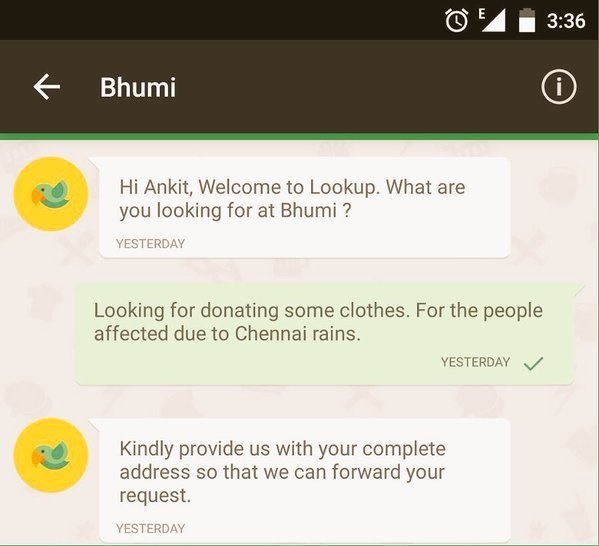 E 3:36
Bhumi
Hi Ankit, Welcome to Lookup. What are
you looking for at Bhumi ?
YESTERDAY
Looking for donating some clothes. For the people
affected due to Chennai rains.
YESTERDAY
Kindly provide us with your complete
address so that we can forward your
request.
YESTERDAY